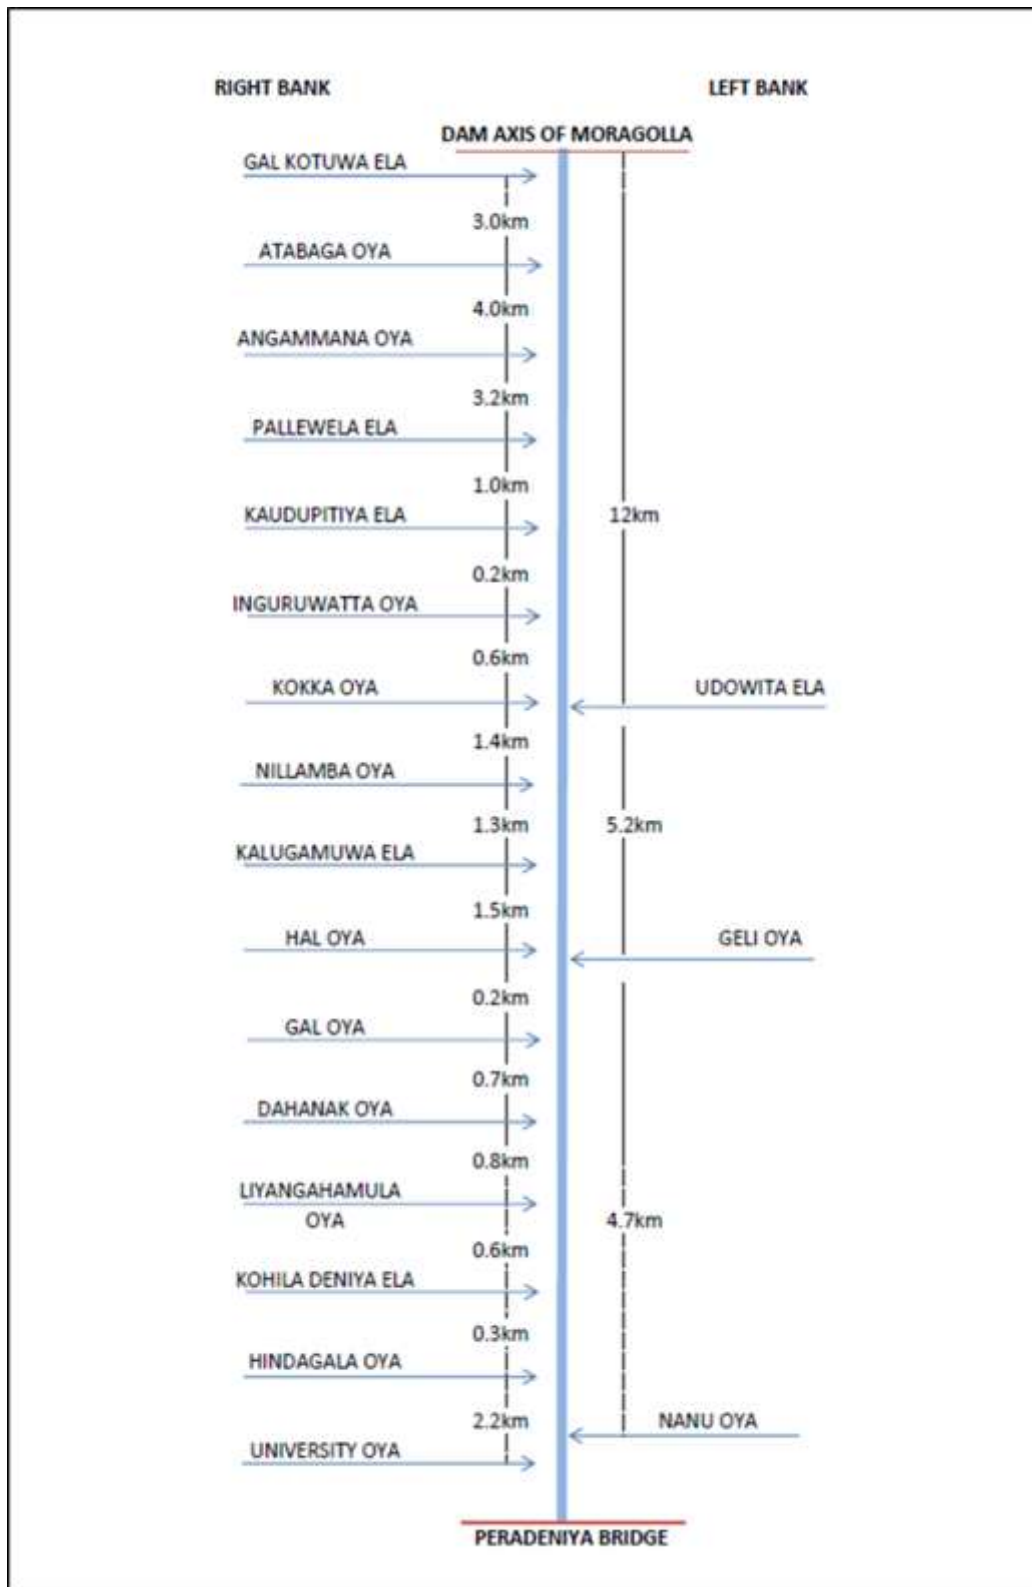 RIGHT BANK
LEFT BANK
DAM AXIS OF MORAGOLLA
GAL KOTUWA ELA
3.0km
ATABAGA OYA
4.0km
ANGAMMANA OYA
3.2km
PALLEWELA ELA
1.0km
KAUDUPITIYA ELA
12km
0.2km
INGURUWATTA OYA
0.6km
KOKKA OYA
UDOWITA ELA
1.4km
NILLAMBA OYA
1.3km
5.2km
KALUGAMUWA ELA
1.5km
HAL OYA
GELI OYA
0.2km
GAL OYA
0.7km
DAHANAK OYA
0.8km
LIYANGAHAMULA
OYA
4.7km
0.6km
KOHILA DENIYA ELA
0.3km
HINDAGALA OYA
2.2km
NANU OYA
UNIVERSITY OYA
PERADENIYA BRIDGE